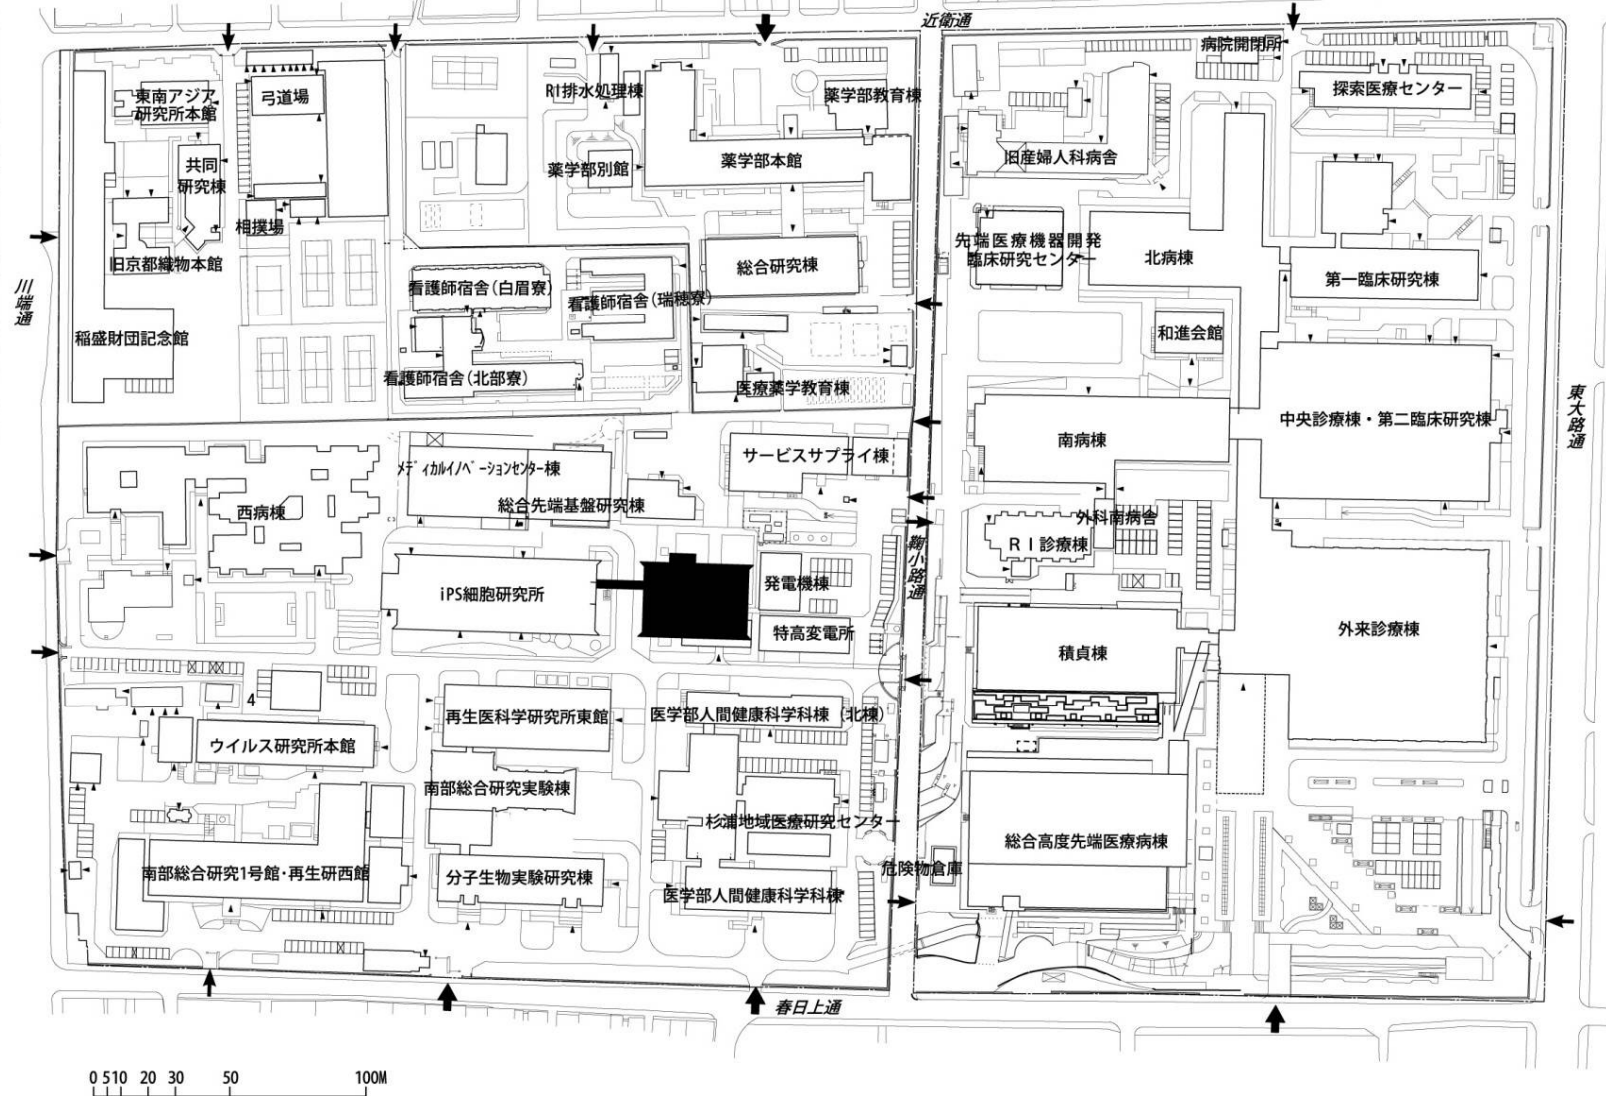 近衛通
病院開閉所
東南アジア
研究所本館
弓道場
RI排水処理棟
薬学部教育棟
探索医療センター
共同
研究棟
薬学部別館
薬学部本館
旧産婦人科病舎
相撲場
旧京都織物本館
総合研究棟
先端医療機器開発
臨床研究センター
北病棟
第一臨床研究棟
川端通
看護師宿舎(白眉寮)
看護師宿舎(瑞穂寮)
稲盛財団記念館
和進会館
看護師宿舎(北部寮)
医療薬学教育棟
東大路通
中央診療棟・第二臨床研究棟
南病棟
メディカルイノベーションセンター棟
サービスサプライ棟
総合先端基盤研究棟
西病棟
外科南病舎
RI診療棟
鞠小路通
iPS細胞研究所
発電機棟
特高変電所
外来診療棟
積貞棟
4
再生医科学研究所東館
医学部人間健康科学科棟(北棟)
ウイルス研究所本館
南部総合研究実験棟
杉浦地域医療研究センター
総合高度先端医療病棟
南部総合研究1号館・再生研西館
分子生物実験研究棟
医学部人間健康科学科棟
危険物倉庫
春日上通
0 5 10 20 30 50 100M